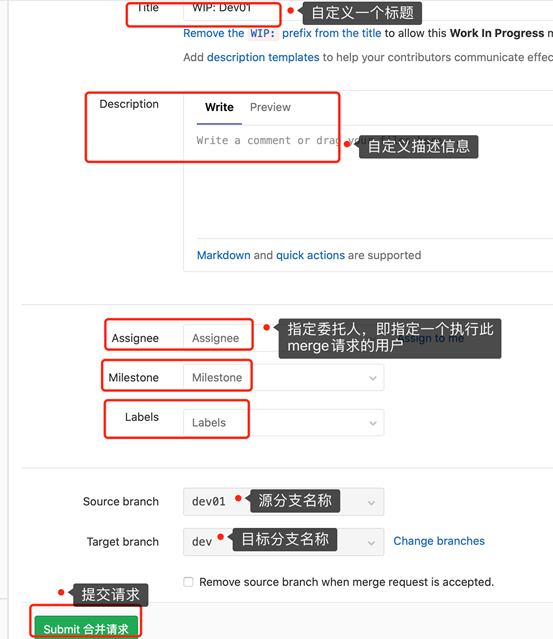 Title WIP: Dev01 自定义一个标题
Remove the WIP: prefix from the title to allow this Work In Progress m
Add description templates to help your contributors communicate effec
Description Write Preview
Write a comment or drag your 自定义描述信息
Markdown and quick actions are supported
Assignee Assignee 指定委托人，即指定一个执行此
merge请求的用户 Assign to me
Milestone Milestone
Labels Labels
Source branch dev01 源分支名称
Target branch dev 目标分支名称 Change branches
Remove source branch when merge request is accepted.
提交请求
Submit 合并请求